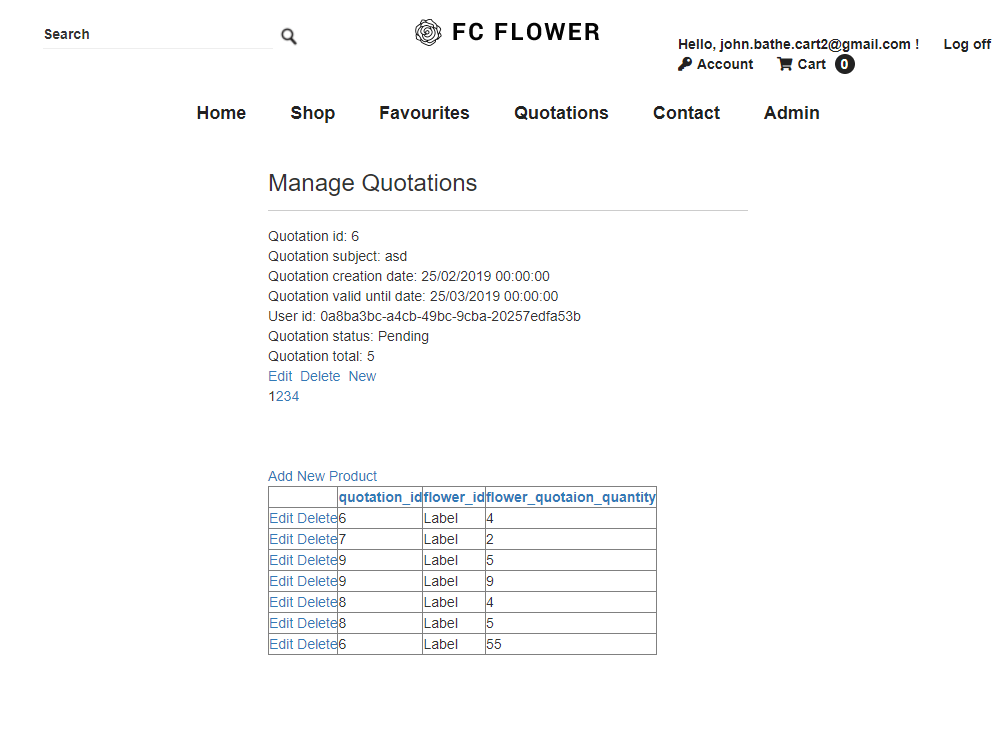 Search
FC FLOWER
Hello, john.bathe.cart2@gmail.com ! Log off
Account Cart 0
Home Shop Favourites Quotations Contact Admin
Manage Quotations
Quotation id: 6
Quotation subject: asd
Quotation creation date: 25/02/2019 00:00:00
Quotation valid until date: 25/03/2019 00:00:00
User id: 0a8ba3bc-a4cb-49bc-9cba-20257edfa53b
Quotation status: Pending
Quotation total: 5
Edit Delete New
1234
Add New Product
quotation_id flower_id flower_quotaion_quantity
Edit Delete 6 Label 4
Edit Delete 7 Label 2
Edit Delete 9 Label 5
Edit Delete 9 Label 9
Edit Delete 8 Label 4
Edit Delete 8 Label 5
Edit Delete 6 Label 55